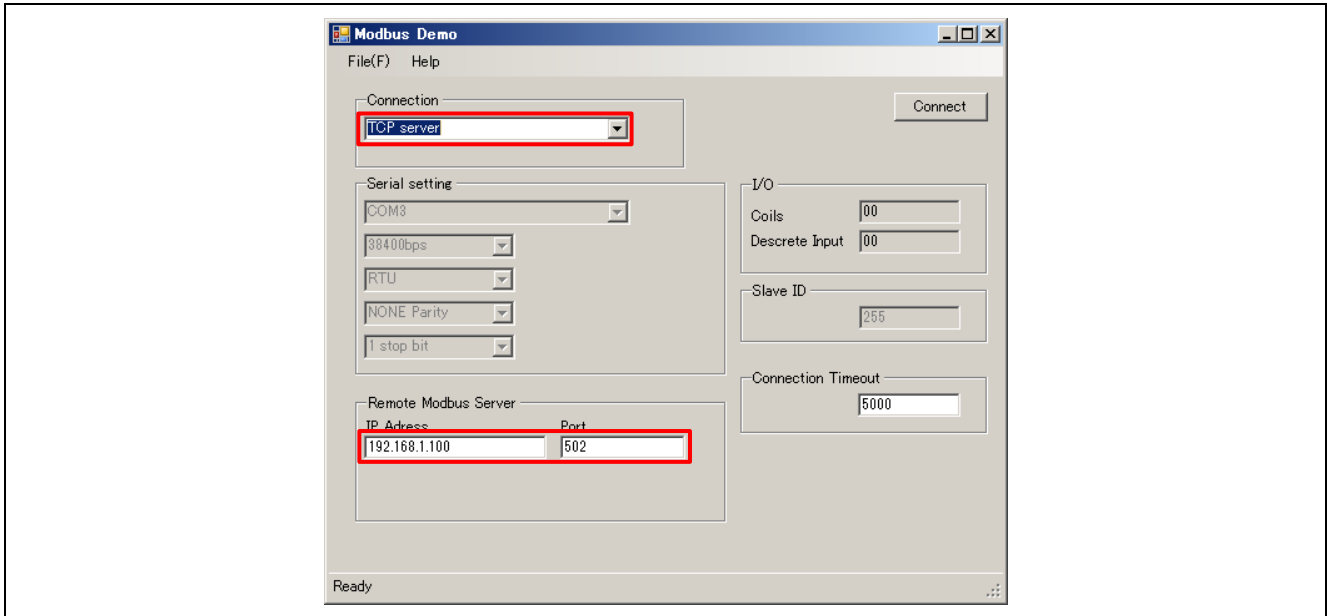 Modbus Demo
File(F) Help
Connection
TCP server
Connect
Serial setting
COM3
38400bps
RTU
NONE Parity
1 stop bit
I/O
Coils 00
Descrete Input 00
Slave ID
255
Connection Timeout
5000
Remote Modbus Server
IP Adress Port
192.168.1.100 502
Ready